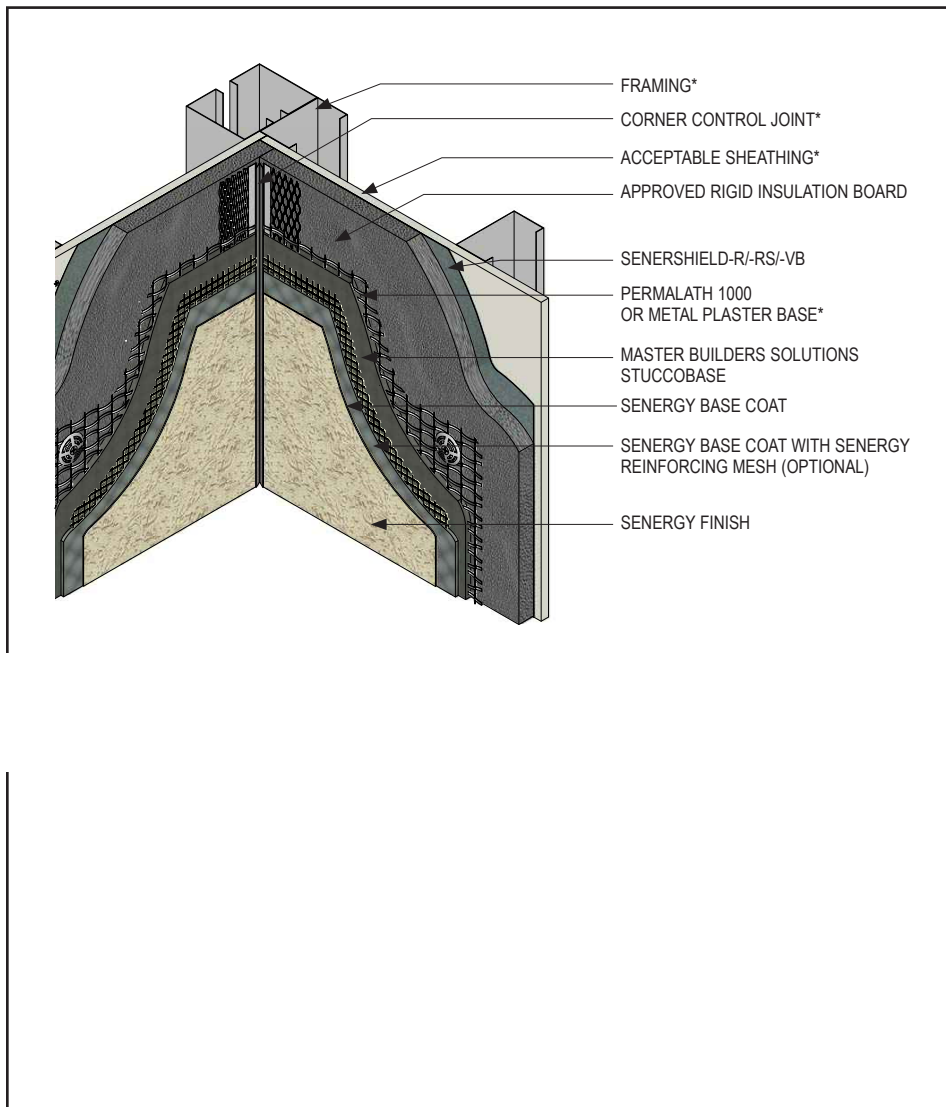 FRAMING*
CORNER CONTROL JOINT*
ACCEPTABLE SHEATHING*
APPROVED RIGID INSULATION BOARD
SENERSHIELD-R/-RS/-VB
PERMALATH 1000
OR METAL PLASTER BASE*
MASTER BUILDERS SOLUTIONS
STUCCOBASE
SENERGY BASE COAT
SENERGY BASE COAT WITH SENERGY
REINFORCING MESH (OPTIONAL)
SENERGY FINISH